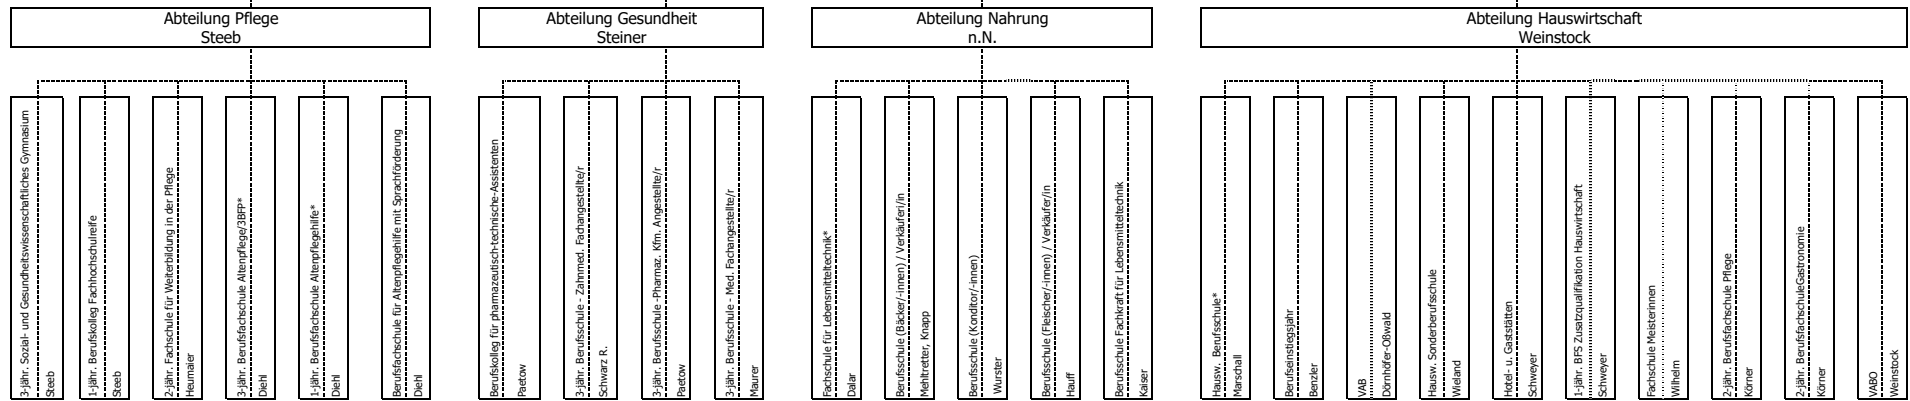 Abteilung Pflege
Steeb
3-jähr. Sozial- und Gesundheitswissenschaftliches Gymnasium
Steeb
1-jähr. Berufskolleg Fachhochschulreife
Steeb
2-jähr. Fachschule für Weiterbildung in der Pflege
Heumaier
3-jähr. Berufsfachschule Altenpflege/3BFP*
Diehl
1-jähr. Berufsfachschule Altenpflegehilfe*
Diehl
Berufsfachschule für Altenpflegehilfe mit Sprachförderung
Diehl
Abteilung Gesundheit
Steiner
Berufskolleg für pharmazeutisch-technische-Assistenten
Paetow
3-jähr. Berufsschule - Zahnmed. Fachangestellte/r
Schwarz R.
3-jähr. Berufsschule -Pharmaz. Kfm. Angestellte/r
Paetow
3-jähr. Berufsschule - Med. Fachangestellte/r
Maurer
Abteilung Nahrung
n.N.
Fachschule für Lebensmitteltechnik*
Dalar
Berufsschule (Bäcker/-innen) / Verkäuferi/in
Mehltretter, Knapp
Berufsschule (Konditor/-innen)
Wurster
Berufsschule (Fleischer/-innen) / Verkäufer/in
Hauff
Berufsschule Fachkraft für Lebensmitteltechnik
Kaiser
Abteilung Hauswirtschaft
Weinstock
Hausw. Berufsschule*
Marschall
Berufseinstiegsjahr
Benzler
VAB
Dörnhöfer-Oßwald
Hausw. Sonderberufsschule
Wieland
Hotel- u. Gaststätten
Schweyer
1-jähr. BFS Zusatzqualifikation Hauswirtschaft
Schweyer
Fachschule Meisterinnen
Wilhelm
2-jähr. Berufsfachschule Pflege
Körner
2-jähr. BerufsfachschuleGastronomie
Körner
VABO
Weinstock